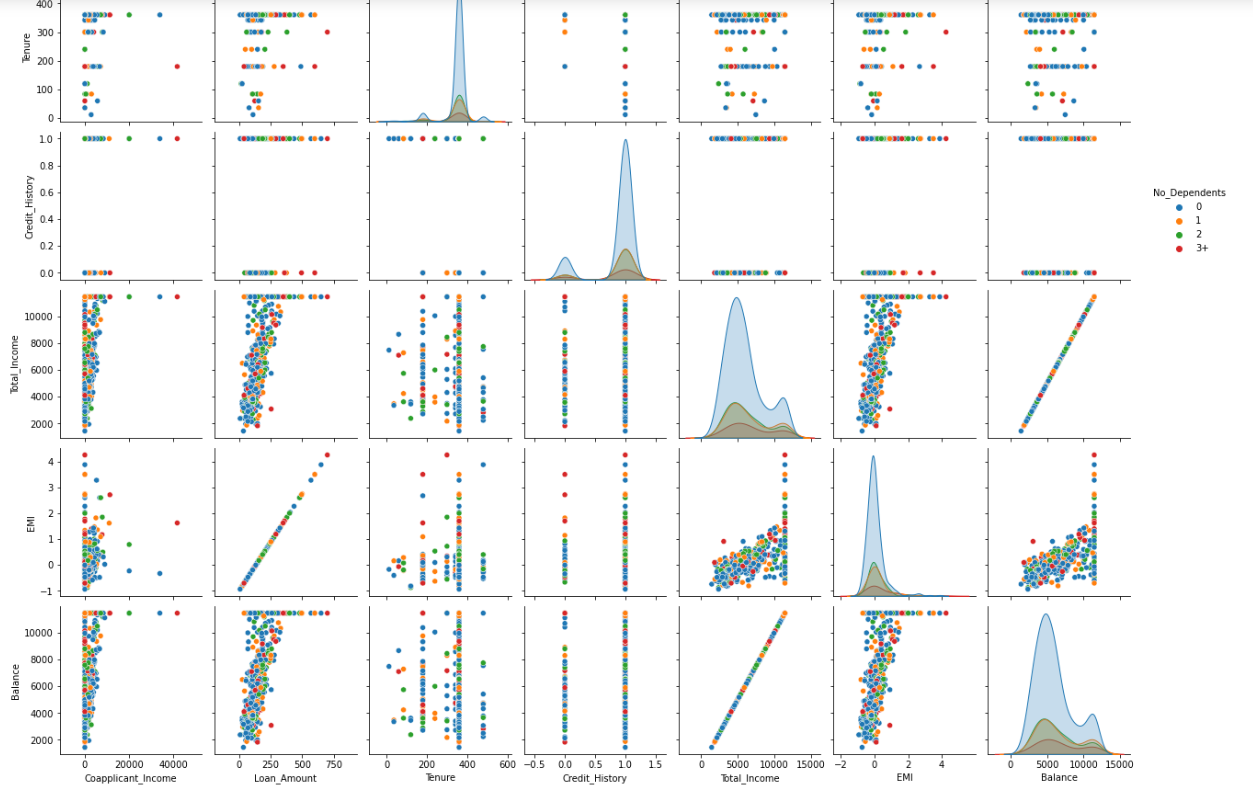 400
300
200
100
0
Tenure
1.0
0.8
0.6
0.4
0.2
0.0
Credit_History
No_Dependents
0
1
2
3+
10000
8000
6000
4000
2000
Total_Income
4
3
2
1
0
−1
EMI
10000
8000
6000
4000
2000
Balance
0 20000 40000
Coapplicant_Income
0 250 500 750
Loan_Amount
0 200 400 600
Tenure
−0.5 0.0 0.5 1.0 1.5
Credit_History
0 5000 10000 15000
Total_Income
−2 0 2 4
EMI
0 5000 10000 15000
Balance